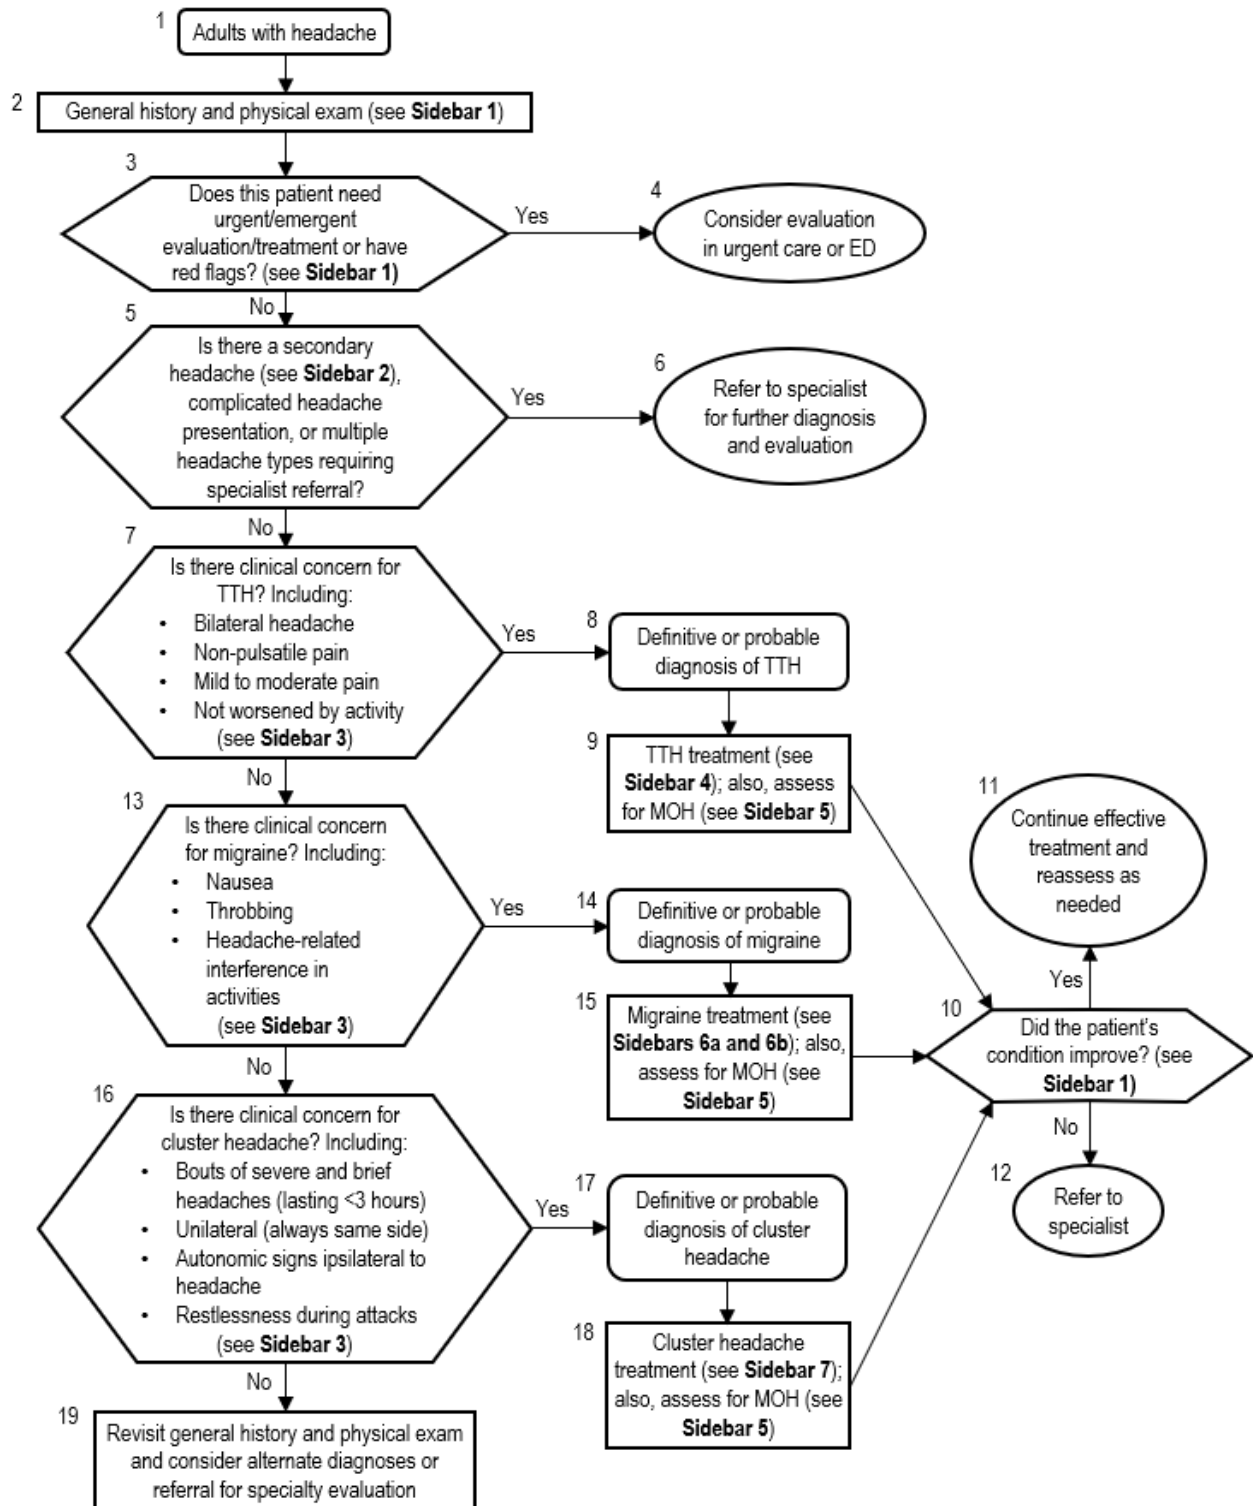 1
Adults with headache
2
General history and physical exam (see Sidebar 1)
3
Does this patient need
urgent/emergent
evaluation/treatment or have
red flags? (see Sidebar 1)
Yes
4
Consider evaluation
in urgent care or ED
No
5
Is there a secondary
headache (see Sidebar 2),
complicated headache
presentation, or multiple
headache types requiring
specialist referral?
Yes
6
Refer to specialist
for further diagnosis
and evaluation
No
7
Is there clinical concern for
TTH? Including:
• Bilateral headache
• Non-pulsatile pain
• Mild to moderate pain
• Not worsened by activity
(see Sidebar 3)
Yes
8
Definitive or probable
diagnosis of TTH
9
TTH treatment (see
Sidebar 4); also, assess
for MOH (see Sidebar 5)
No
13
Is there clinical concern
for migraine? Including:
• Nausea
• Throbbing
• Headache-related
interference in
activities
(see Sidebar 3)
Yes
14
Definitive or probable
diagnosis of migraine
15
Migraine treatment (see
Sidebars 6a and 6b); also,
assess for MOH (see
Sidebar 5)
11
Continue effective
treatment and
reassess as
needed
Yes
10
Did the patient's
condition improve? (see
Sidebar 1)
No
12
Refer to
specialist
No
16
Is there clinical concern for
cluster headache? Including:
• Bouts of severe and brief
headaches (lasting <3 hours)
• Unilateral (always same side)
• Autonomic signs ipsilateral to
headache
• Restlessness during attacks
(see Sidebar 3)
Yes
17
Definitive or probable
diagnosis of cluster
headache
18
Cluster headache
treatment (see Sidebar 7);
also, assess for MOH (see
Sidebar 5)
No
19
Revisit general history and physical exam
and consider alternate diagnoses or
referral for specialty evaluation